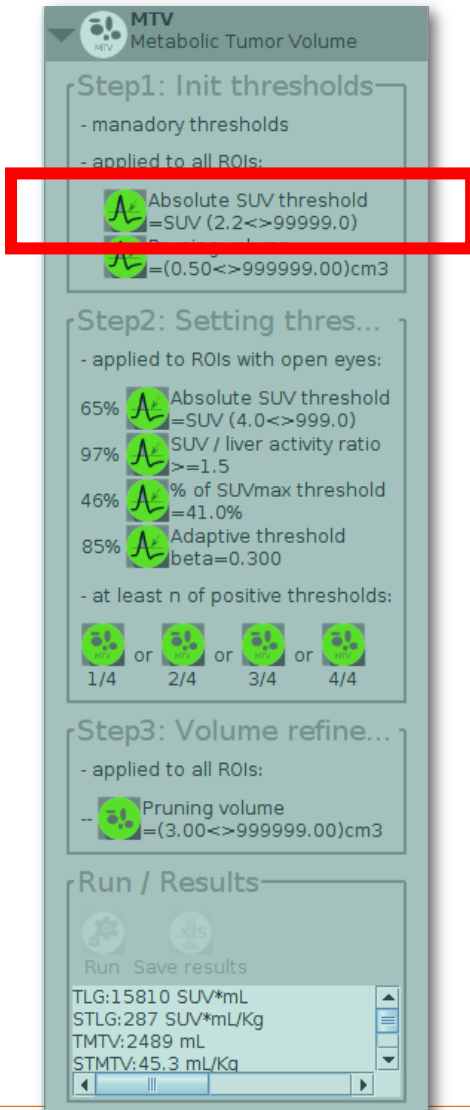 MTV
MTV
Metabolic Tumor Volume
Step1: Init thresholds
- manadory thresholds
- applied to all ROIs:
Absolute SUV threshold
=SUV (2.2<>99999.0)
=(0.50<>999999.00)cm3
Step2: Setting thres...
- applied to ROIs with open eyes:
65% Absolute SUV threshold
=SUV (4.0<>999.0)
97% SUV / liver activity ratio
>=1.5
46% % of SUVmax threshold
=41.0%
85% Adaptive threshold
beta=0.300
- at least n of positive thresholds:
MTV or MTV or MTV or MTV
1/4 2/4 3/4 4/4
Step3: Volume refine...
- applied to all ROIs:
-- Pruning volume
=(3.00<>999999.00)cm3
Run / Results
.xls
Run Save results
TLG:15810 SUV*mL
STLG:287 SUV*mL/Kg
TMTV:2489 mL
STMTV:45.3 mL/Kg